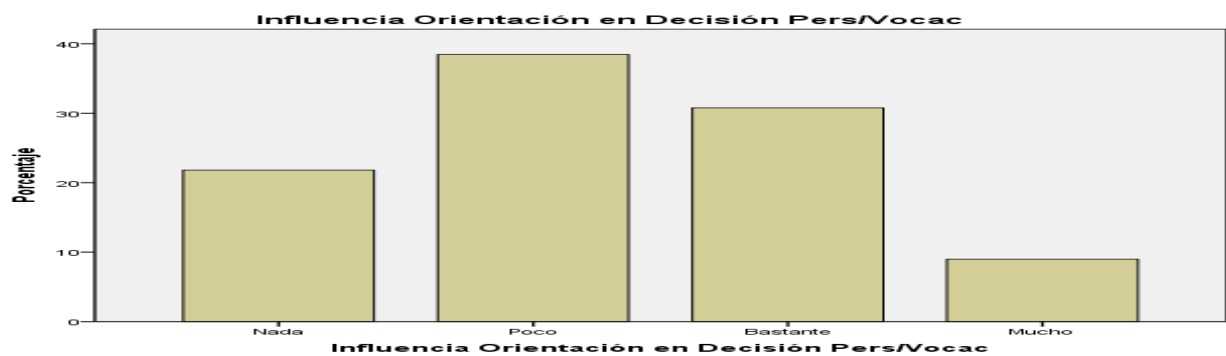 Influencia Orientación en Decisión Pers/Vocac
40
30
20
10
0
Porcentaje
Nada Poco Bastante Mucho
Influencia Orientación en Decisión Pers/Vocac